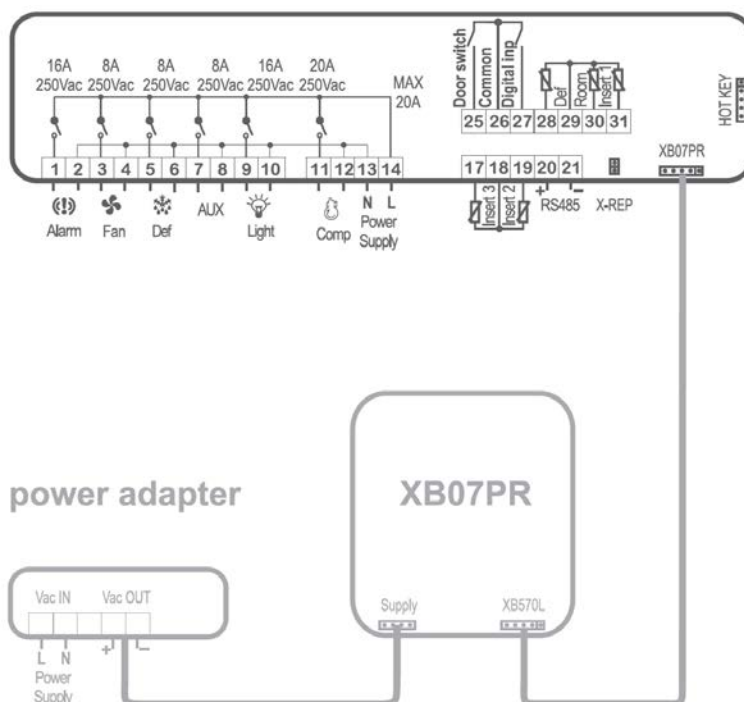 16A 8A 8A 8A 16A 20A
250Vac 250Vac 250Vac 250Vac 250Vac 250Vac
MAX
20A
Door switch
Common
Digital inp
Def
Room
Insert 1
HOT KEY
25 26 27 28 29 30 31
XB07PR
1 2 3 4 5 6 7 8 9 10 11 12 13 14
17 18 19 20 21
N L
Alarm Fan Def AUX Light Comp Power
Supply
Insert 3
Insert 2
+ −
RS485 X-REP
power adapter
XB07PR
Vac IN Vac OUT
L N + −
Power
Supply
Supply XB570L